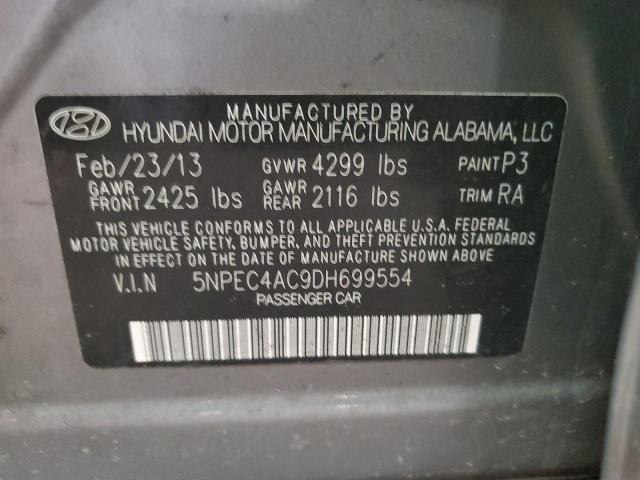 MANUFACTURED BY
HYUNDAI MOTOR MANUFACTURING ALABAMA, LLC
Feb/23/13 GVWR 4299 lbs PAINT P3
GAWR FRONT 2425 lbs GAWR REAR 2116 lbs TRIM RA
THIS VEHICLE CONFORMS TO ALL APPLICABLE U.S.A. FEDERAL
MOTOR VEHICLE SAFETY, BUMPER, AND THEFT PREVENTION STANDARDS
IN EFFECT ON THE DATE OF MANUFACTURE SHOWN ABOVE
V.I.N 5NPEC4AC9DH699554
PASSENGER CAR